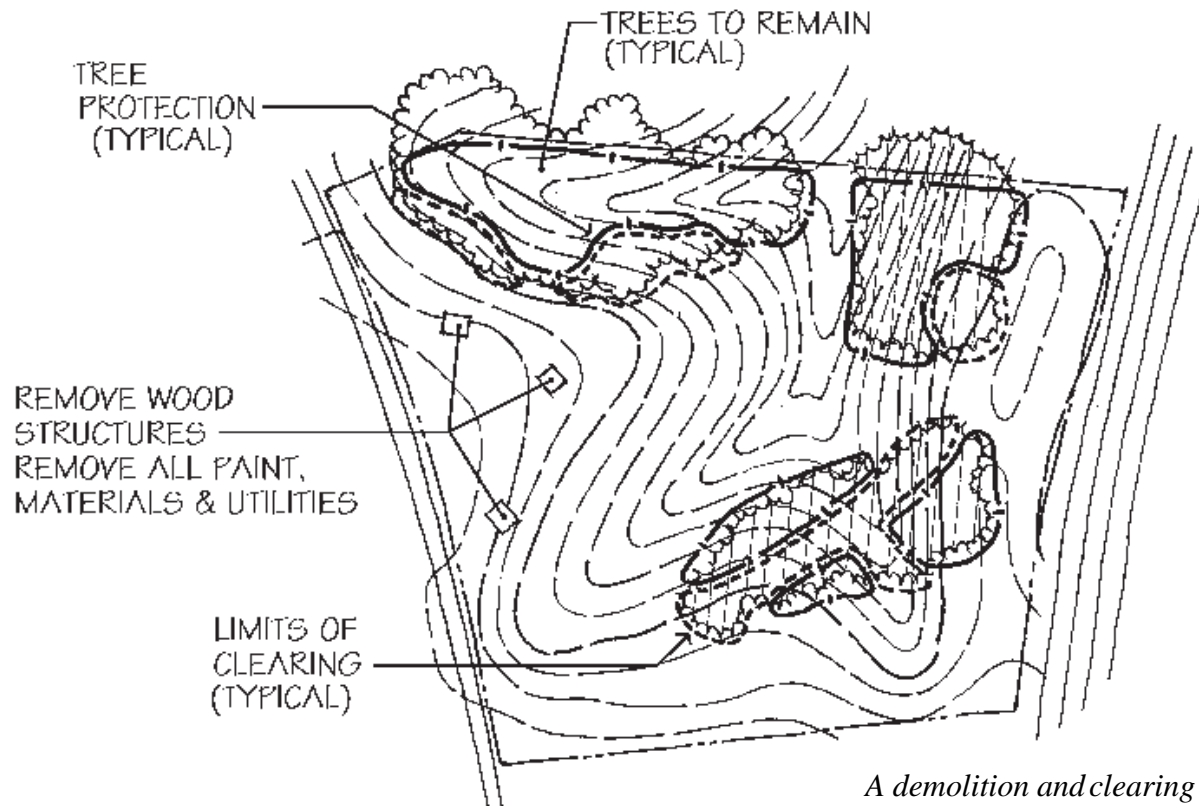 TREES TO REMAIN
(TYPICAL)
TREE
PROTECTION
(TYPICAL)
REMOVE WOOD
STRUCTURES
REMOVE ALL PAINT,
MATERIALS & UTILITIES
LIMITS OF
CLEARING
(TYPICAL)
A demolition and clearing